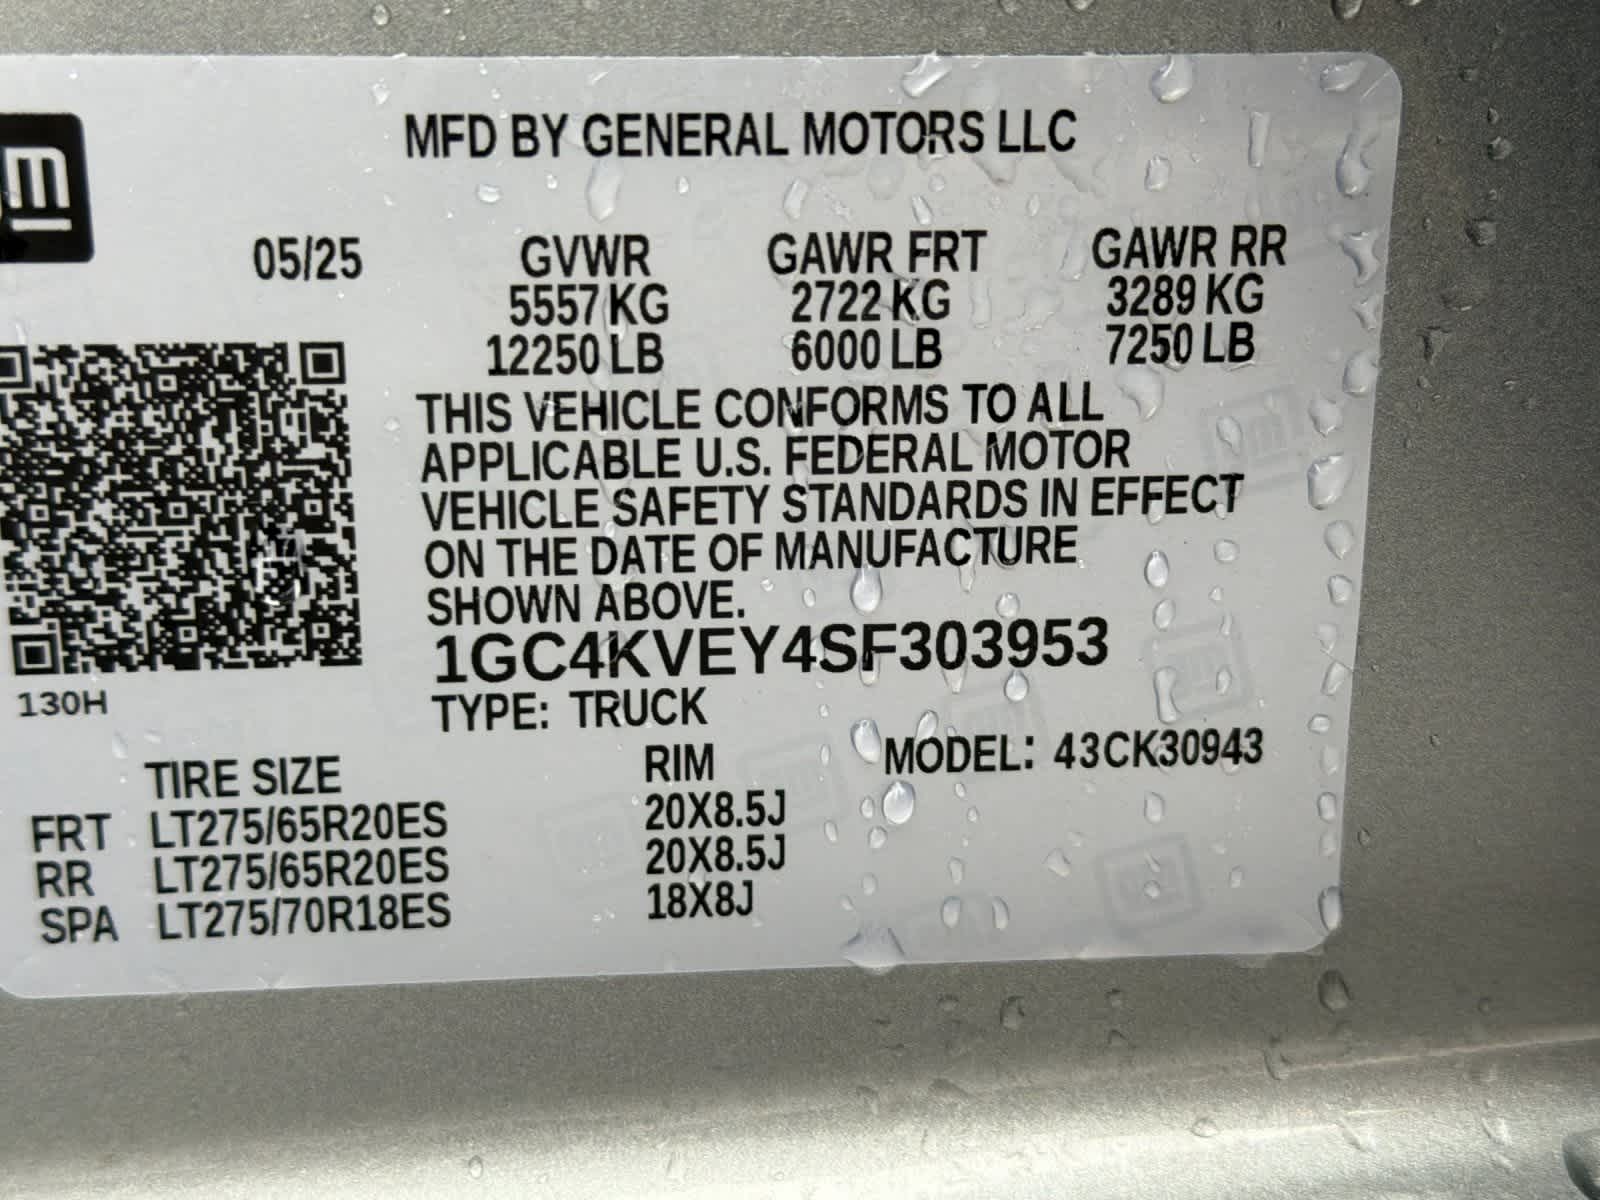 MFD BY GENERAL MOTORS LLC
05/25 GVWR GAWR FRT GAWR RR
5557 KG 2722 KG 3289 KG
12250 LB 6000 LB 7250 LB
THIS VEHICLE CONFORMS TO ALL
APPLICABLE U.S. FEDERAL MOTOR
VEHICLE SAFETY STANDARDS IN EFFECT
ON THE DATE OF MANUFACTURE
SHOWN ABOVE.
1GC4KVEY4SF303953
130H
TYPE: TRUCK
MODEL: 43CK30943
TIRE SIZE RIM
FRT LT275/65R20ES 20X8.5J
RR LT275/65R20ES 20X8.5J
SPA LT275/70R18ES 18X8J